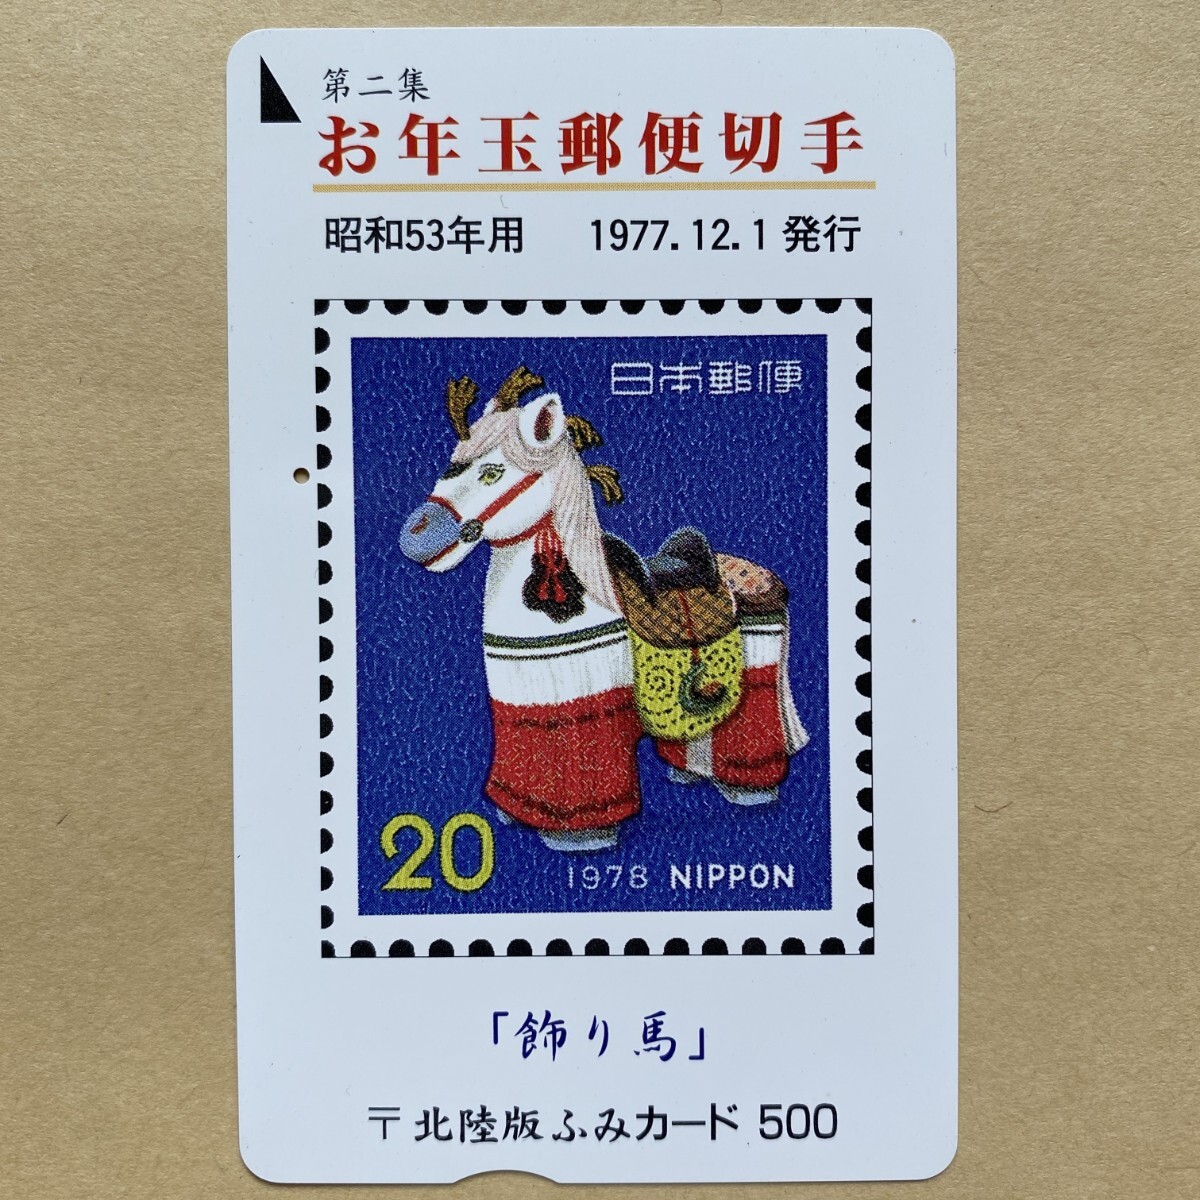 第二集
お年玉郵便切手
昭和53年用 1977.12.1発行
日本郵便
20
1978 NIPPON
「飾り馬」
〒北陸版ふみカード 500